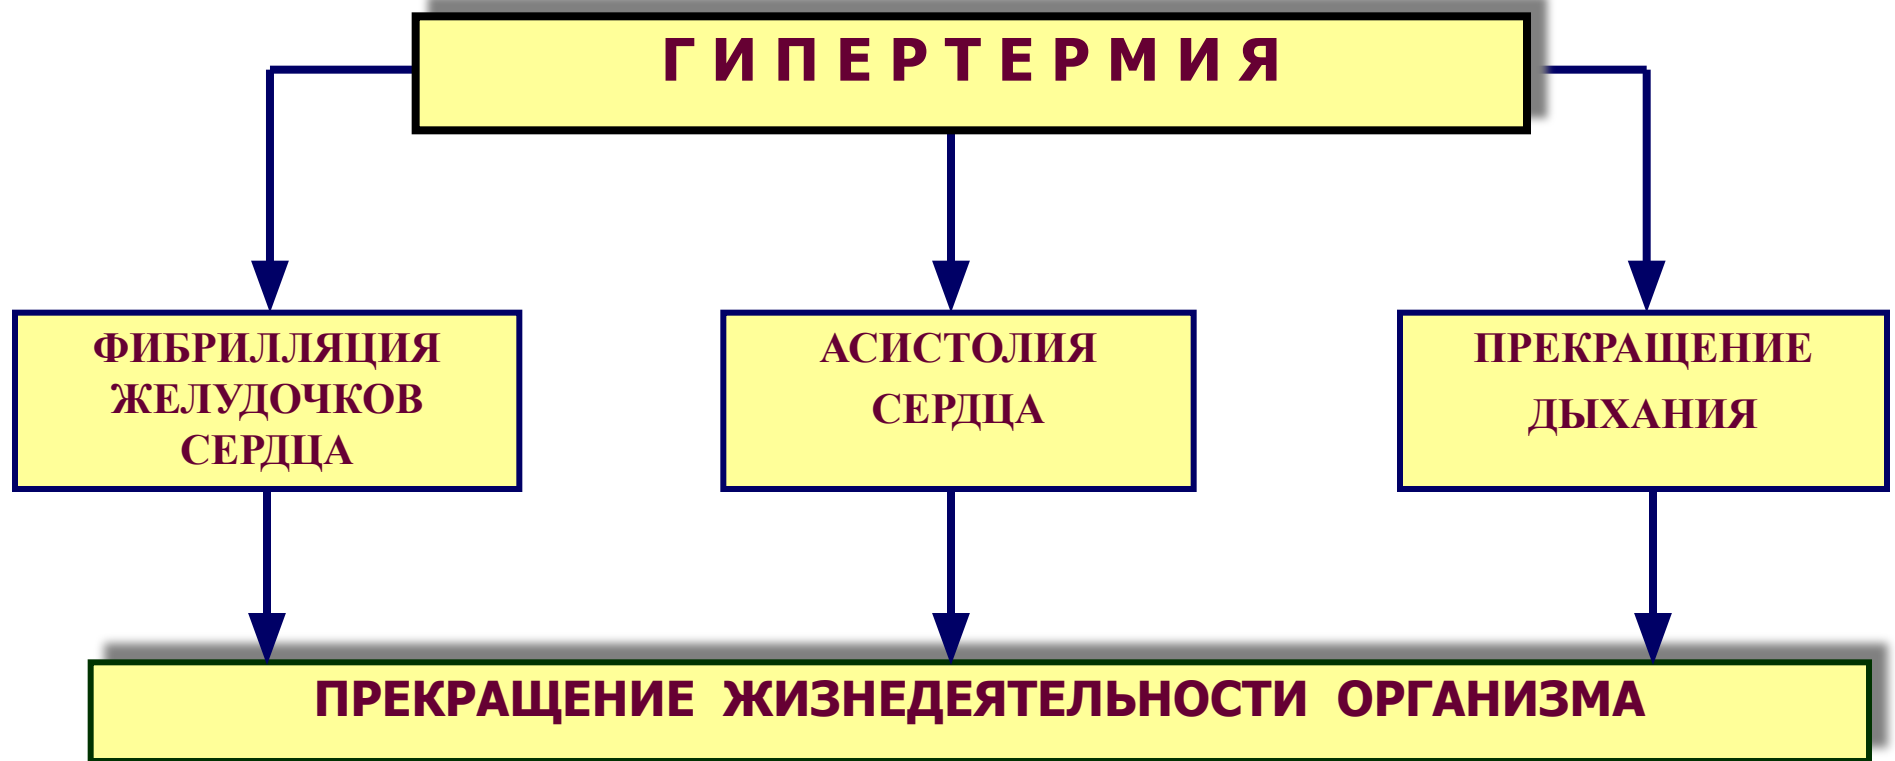 Г И П Е Р Т Е Р М И Я
ФИБРИЛЛЯЦИЯ
ЖЕЛУДОЧКОВ
СЕРДЦА
АСИСТОЛИЯ
СЕРДЦА
ПРЕКРАЩЕНИЕ
ДЫХАНИЯ
ПРЕКРАЩЕНИЕ ЖИЗНЕДЕЯТЕЛЬНОСТИ ОРГАНИЗМА